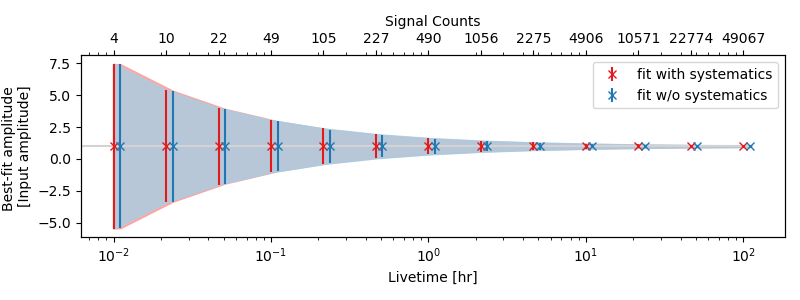 Signal Counts
4 10 22 49 105 227 490 1056 2275 4906 10571 22774 49067
7.5
5.0
2.5
0.0
−2.5
−5.0
Best-fit amplitude
[Input amplitude]
fit with systematics
fit w/o systematics
10⁻² 10⁻¹ 10⁰ 10¹ 10²
Livetime [hr]